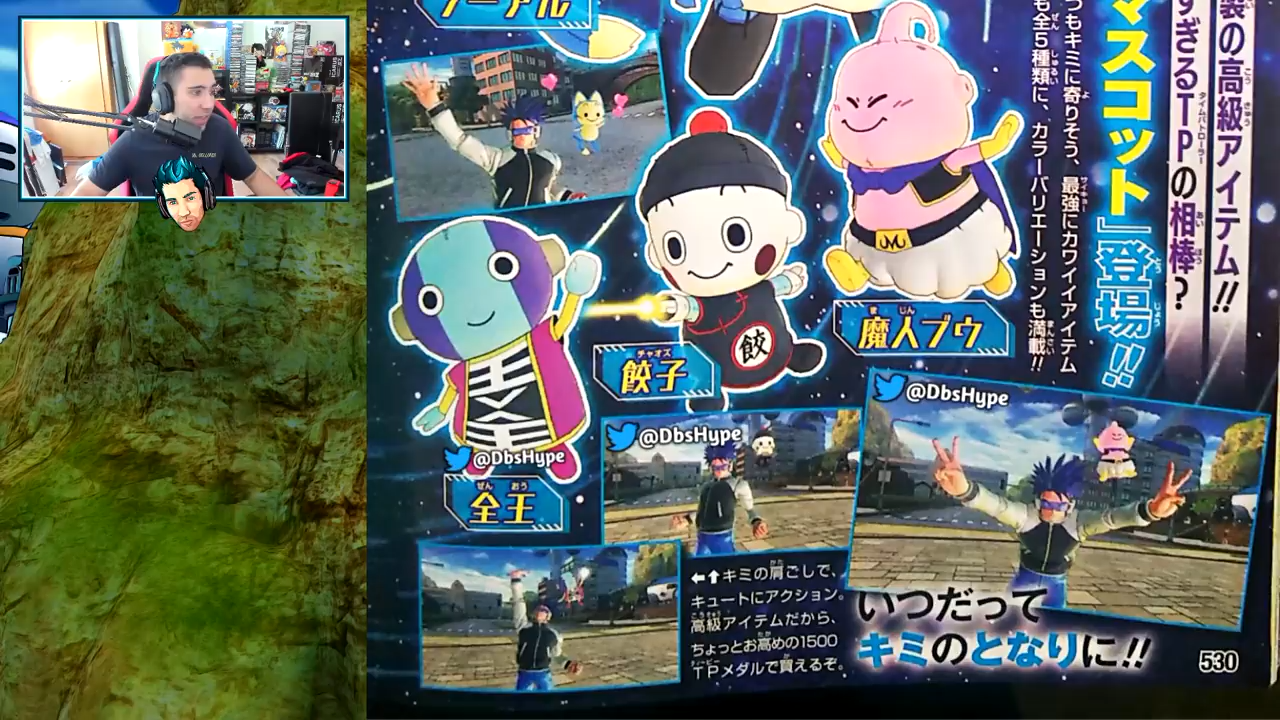 製の高級アイテム!!
すぎるTPの相棒?
マスコット」登場!!
つもキミに寄りそう、最強にカワイイアイテム
も全5種類に、カラーバリエーションも満載!!
魔人ブウ
餃子
餃
全王
@DbsHype
@DbsHype
@DbsHype
←↑キミの肩ごしで、
キュートにアクション。
高級アイテムだから、
ちょっとお高めの1500
TPメダルで買えるぞ。
いつだって
キミのとなりに!!
530